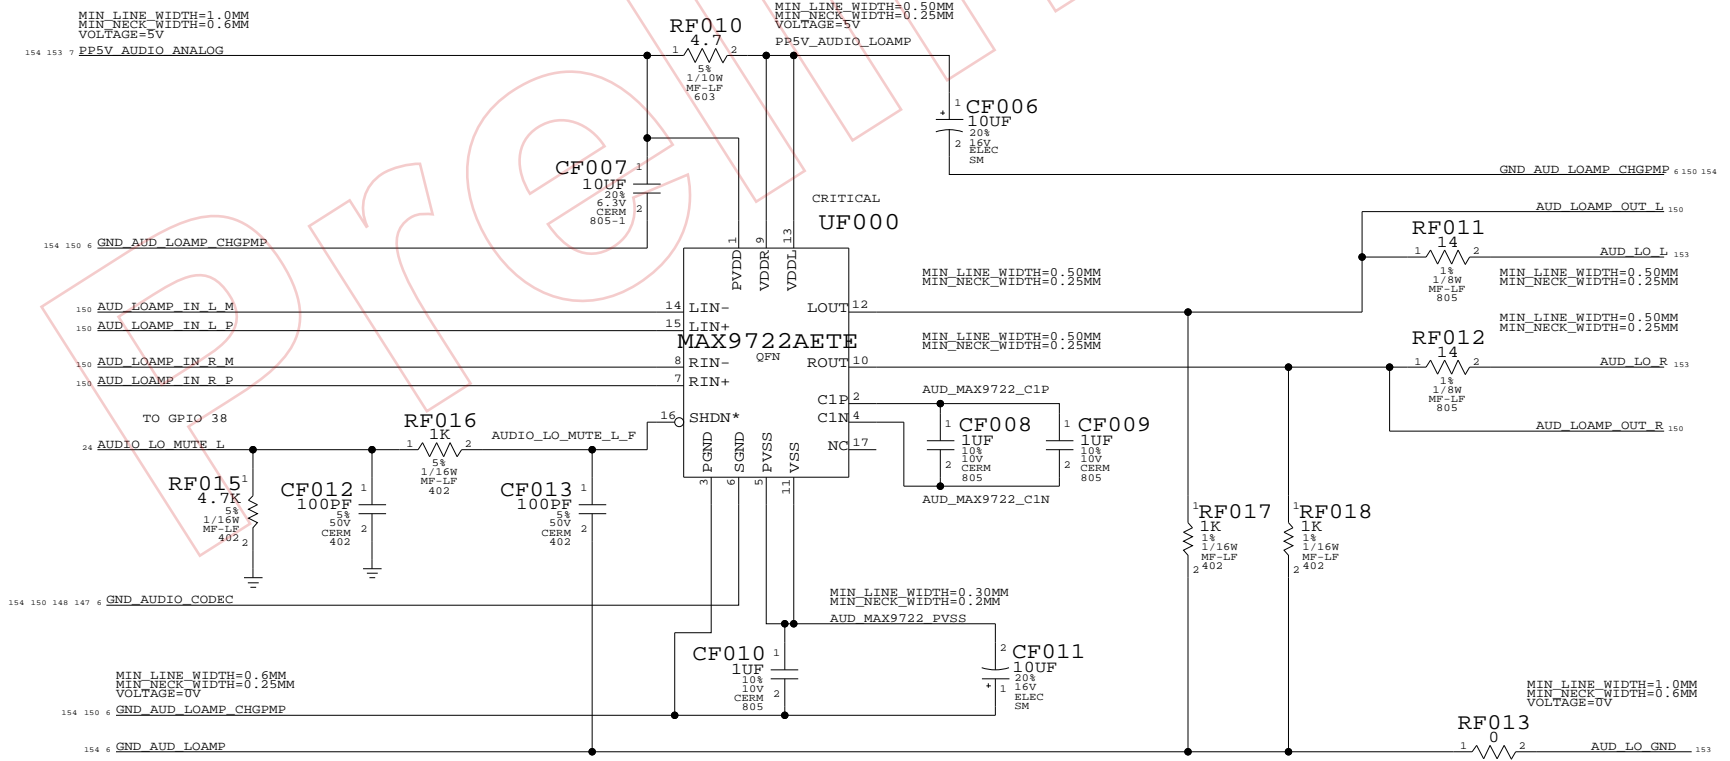 MIN_LINE_WIDTH=1.0MM
MIN_NECK_WIDTH=0.6MM
VOLTAGE=5V
154 153 7 PP5V_AUDIO_ANALOG
RF010
4.7
1 2
5%
1/10W
MF-LF
603
MIN_LINE_WIDTH=0.50MM
MIN_NECK_WIDTH=0.25MM
VOLTAGE=5V
PP5V_AUDIO_LOAMP
1 CF006
+
10UF
20%
2 16V
ELEC
SM
CF007 1
10UF
20%
6.3V
CERM 2
805-1
GND_AUD_LOAMP_CHGPMP 6 150 154
CRITICAL
UF000
154 150 6 GND_AUD_LOAMP_CHGPMP
AUD_LOAMP_OUT_L 150
RF011
14
1 2
1%
1/8W
MF-LF
805
AUD_LO_L 153
MIN_LINE_WIDTH=0.50MM
MIN_NECK_WIDTH=0.25MM
MIN_LINE_WIDTH=0.50MM
MIN_NECK_WIDTH=0.25MM
1 9 13
PVDD VDDR VDDL
150 AUD_LOAMP_IN_L_M
14 LIN-
LOUT 12
150 AUD_LOAMP_IN_L_P
15 LIN+
MAX9722AETE
QFN
150 AUD_LOAMP_IN_R_M
8 RIN-
ROUT 10
150 AUD_LOAMP_IN_R_P
7 RIN+
MIN_LINE_WIDTH=0.50MM
MIN_NECK_WIDTH=0.25MM
MIN_LINE_WIDTH=0.50MM
MIN_NECK_WIDTH=0.25MM
RF012
14
1 2
1%
1/8W
MF-LF
805
AUD_LO_R 153
AUD_LOAMP_OUT_R 150
AUD_MAX9722_C1P
C1P 2
C1N 4
NC 17
16 SHDN*
PGND SGND PVSS VSS
3 6 5 11
1 CF008
1UF
10%
2 10V
CERM
805
1 CF009
1UF
10%
2 10V
CERM
805
AUD_MAX9722_C1N
TO GPIO 38
24 AUDIO_LO_MUTE_L
RF016
1K
1 2
5%
1/16W
MF-LF
402
AUDIO_LO_MUTE_L_F
RF015 1
4.7K
5%
1/16W
MF-LF
402 2
CF012 1
100PF
5%
50V 2
CERM
402
CF013 1
100PF
5%
50V 2
CERM
402
1 RF017
1K
1%
1/16W
MF-LF
2 402
1 RF018
1K
1%
1/16W
MF-LF
2 402
154 150 148 147 6 GND_AUDIO_CODEC
MIN_LINE_WIDTH=0.30MM
MIN_NECK_WIDTH=0.2MM
AUD_MAX9722_PVSS
CF010 1
1UF
10%
10V 2
CERM
805
2 CF011
10UF
20%
+ 1 16V
ELEC
SM
MIN_LINE_WIDTH=0.6MM
MIN_NECK_WIDTH=0.25MM
VOLTAGE=0V
154 150 6 GND_AUD_LOAMP_CHGPMP
154 6 GND_AUD_LOAMP
MIN_LINE_WIDTH=1.0MM
MIN_NECK_WIDTH=0.6MM
VOLTAGE=0V
RF013
0
1 2
AUD_LO_GND 153
Prelim